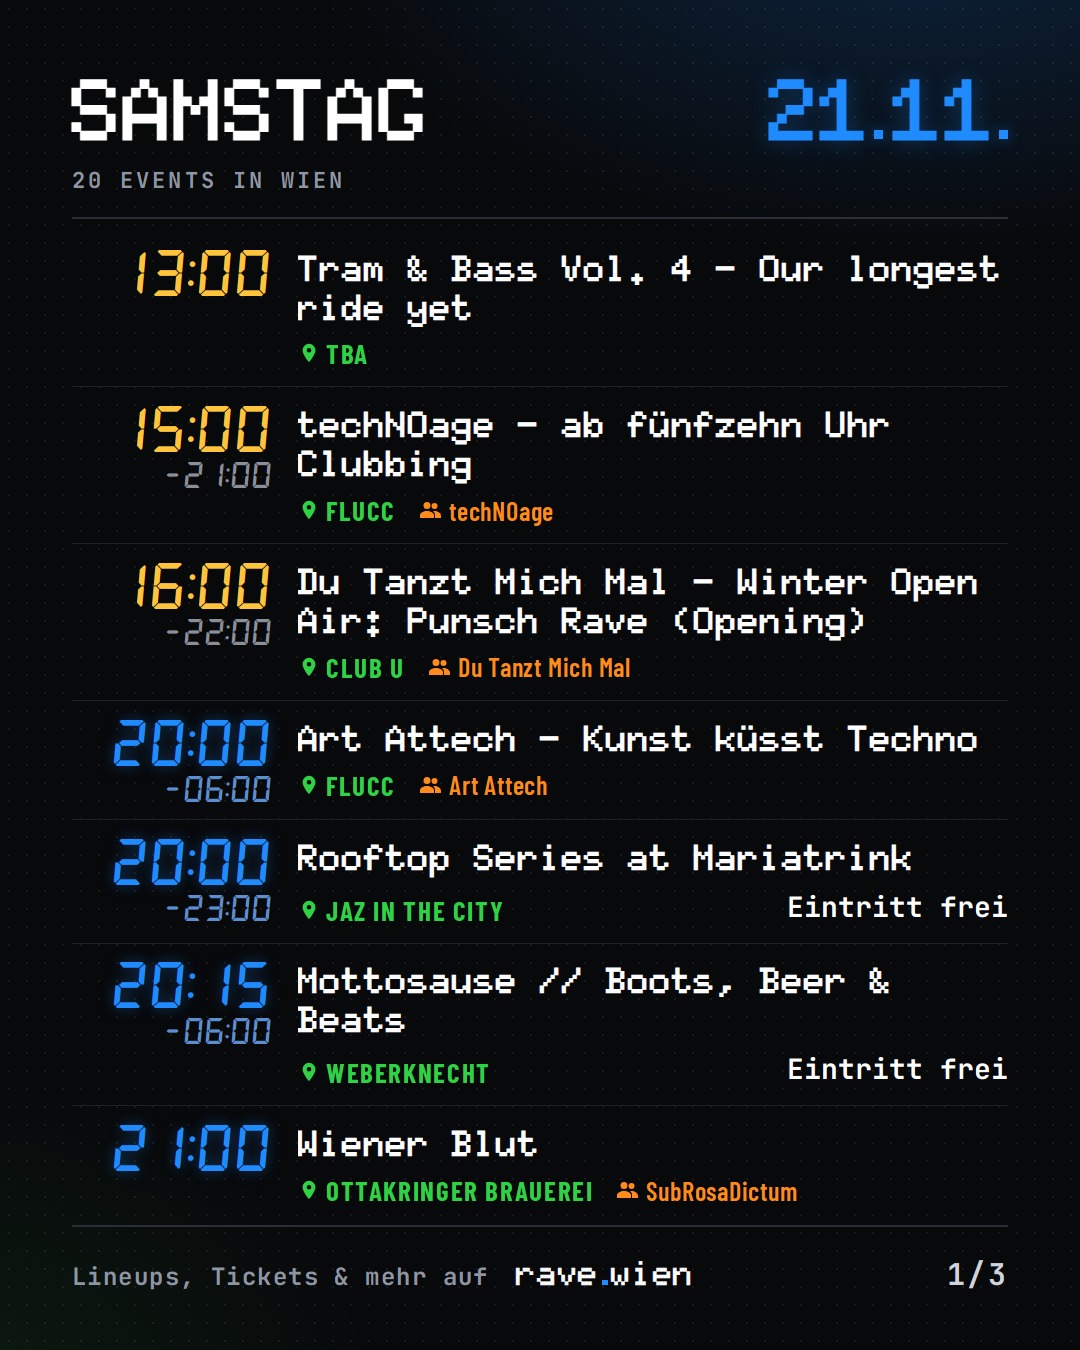 SAMSTAG 21.11.
20 EVENTS IN WIEN
13:00 Tram & Bass Vol. 4 – Our longest
ride yet
TBA
15:00 techNOage – ab fünfzehn Uhr
-21:00 Clubbing
FLUCC techNOage
16:00 Du Tanzt Mich Mal – Winter Open
-22:00 Air: Punsch Rave (Opening)
CLUB U Du Tanzt Mich Mal
20:00 Art Attech – Kunst küsst Techno
-06:00 FLUCC Art Attech
20:00 Rooftop Series at Mariatrink
-23:00 JAZ IN THE CITY Eintritt frei
20:15 Mottosause // Boots, Beer &
-06:00 Beats
WEBERKNECHT Eintritt frei
21:00 Wiener Blut
OTTAKRINGER BRAUEREI SubRosaDictum
Lineups, Tickets & mehr auf rave.wien 1/3